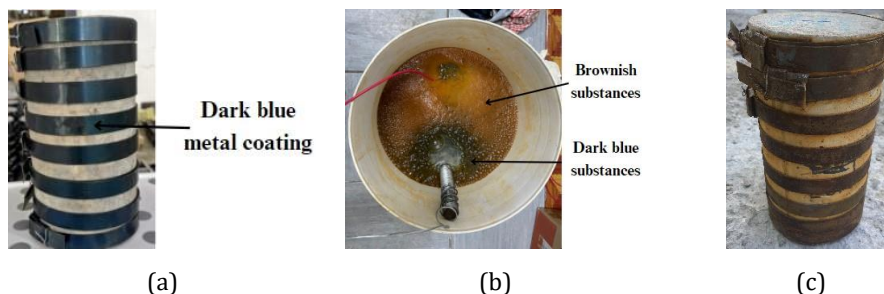 Dark blue
metal coating
Brownish
substances
Dark blue
substances
(a)
(b)
(c)